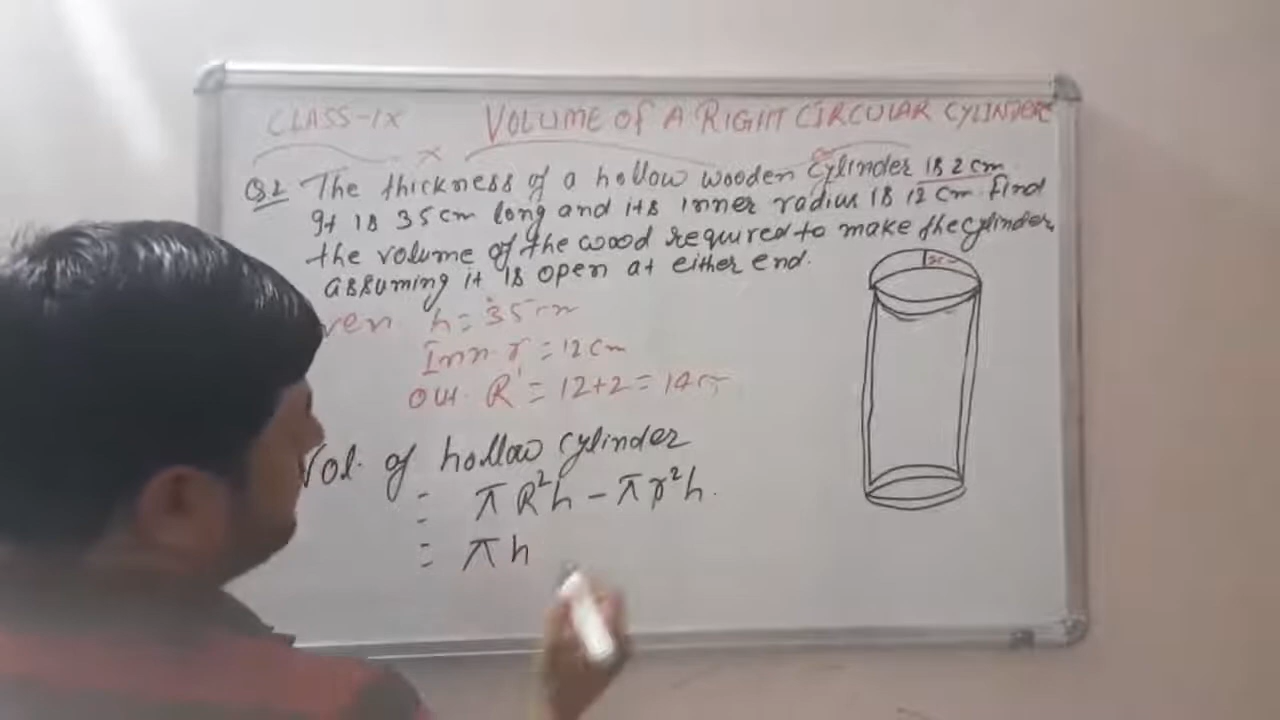 CLASS-IX VOLUME OF A RIGHT CIRCULAR CYLINDER
Q.2 The thickness of a hollow wooden cylinder is 2 cm
It is 35 cm long and its inner radius is 12 cm. Find
the volume of the wood required to make the cylinder,
assuming it is open at either end.
ven h = 35 cm
Inn. r = 12 cm
Out. R = 12+2 = 14 cm
Vol. of hollow cylinder
= πR²h - πr²h.
= πh